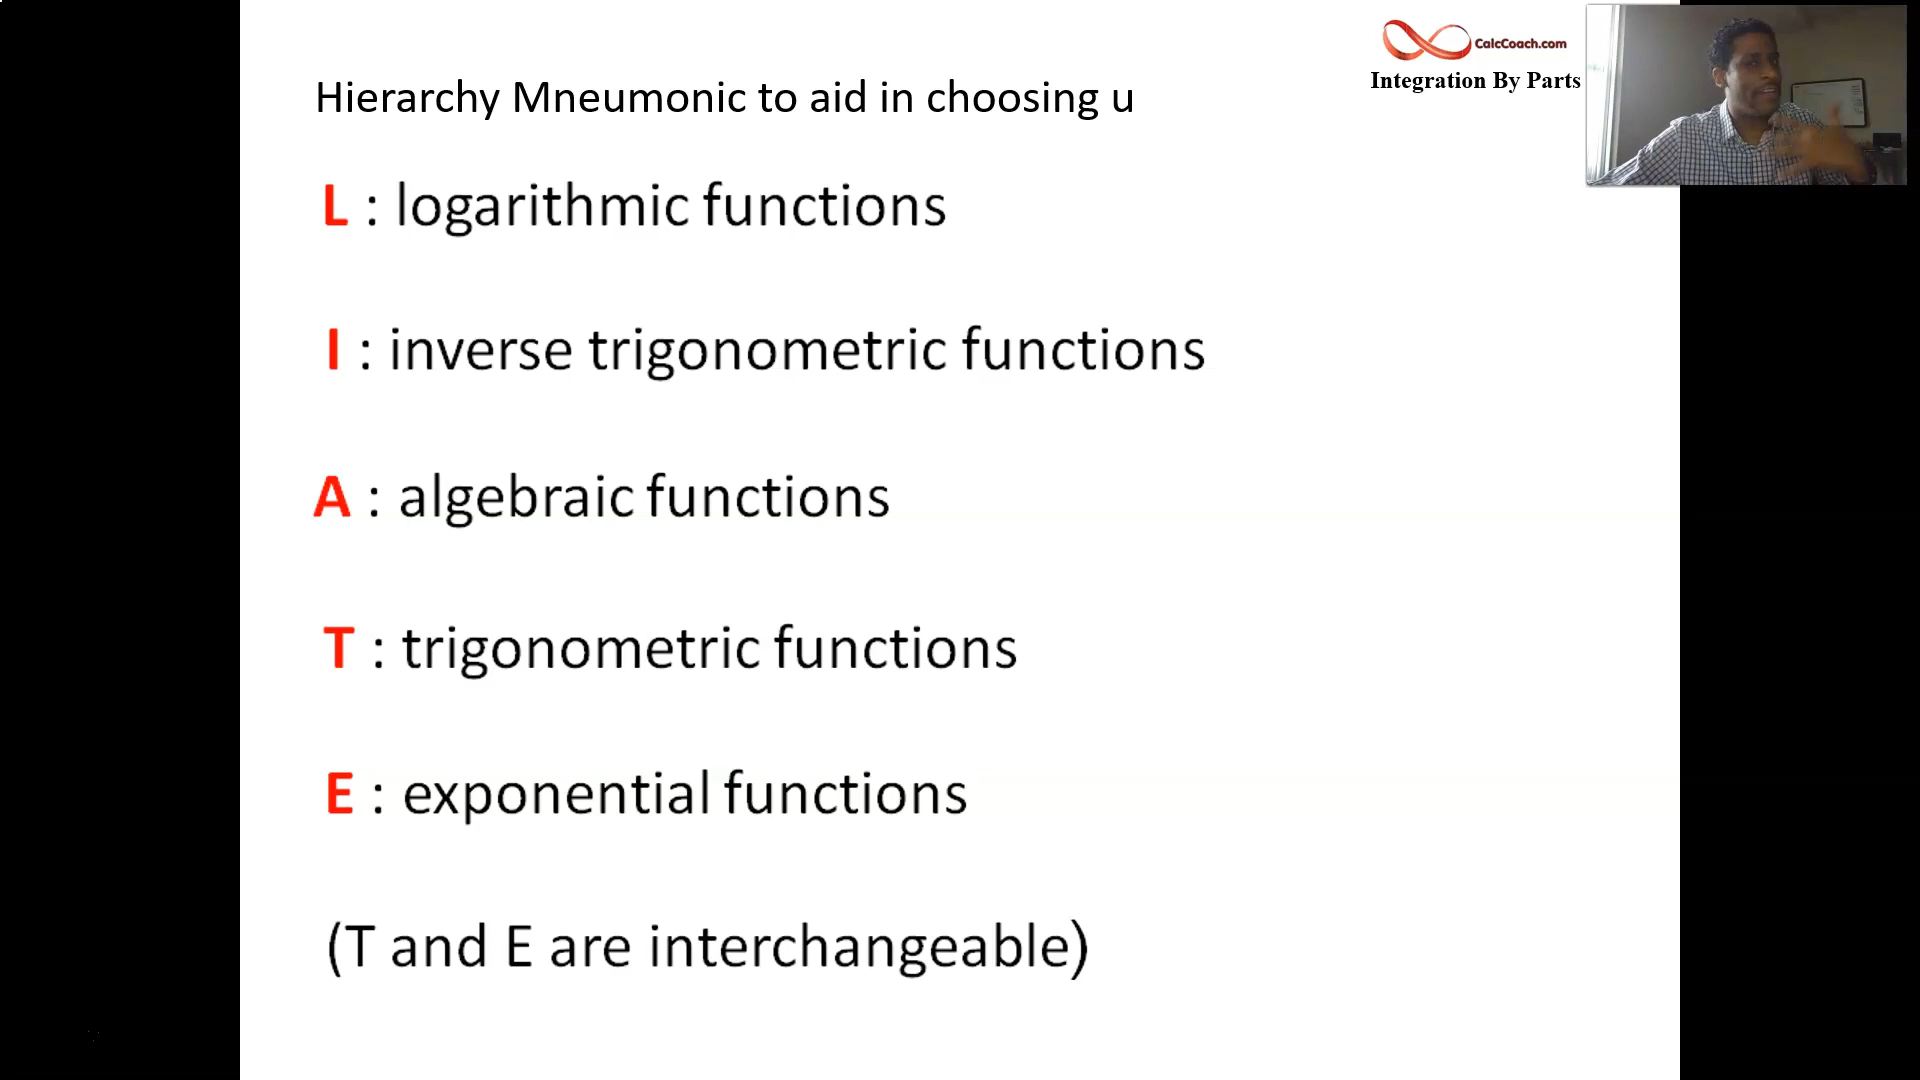 CalcCoach.com
Integration By Parts
Hierarchy Mneumonic to aid in choosing u
L : logarithmic functions
I : inverse trigonometric functions
A : algebraic functions
T : trigonometric functions
E : exponential functions
(T and E are interchangeable)